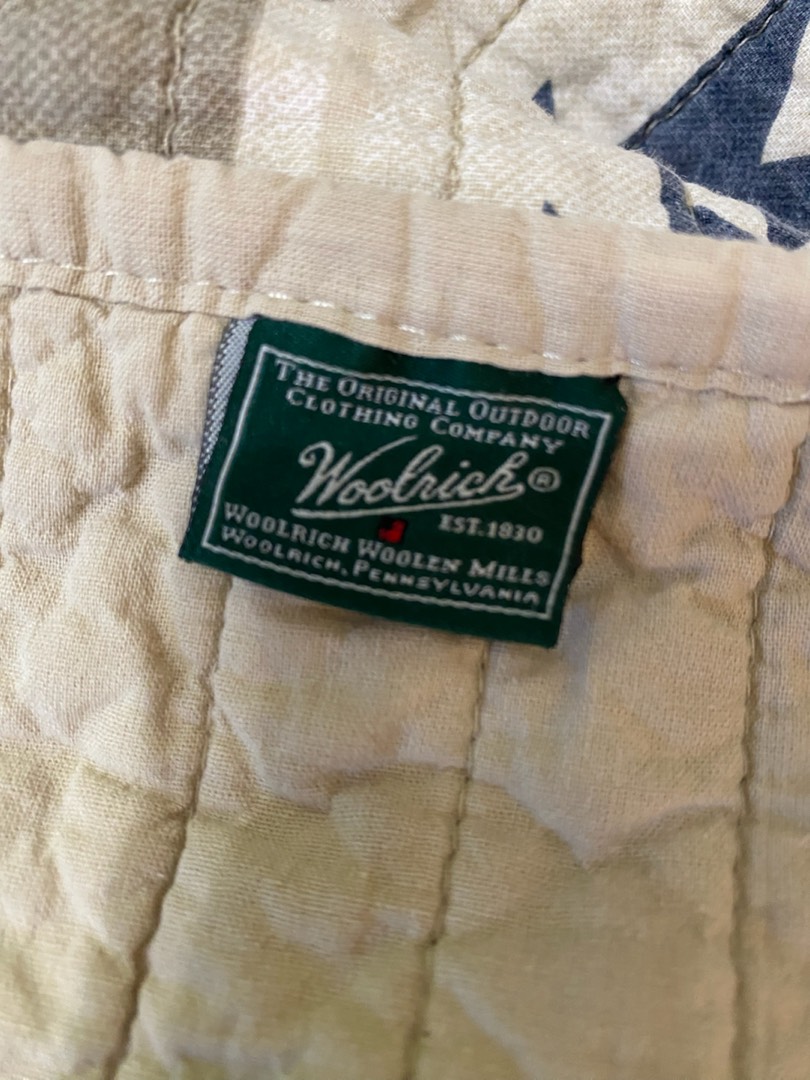 THE ORIGINAL OUTDOOR
CLOTHING COMPANY
Woolrich®
EST. 1830
WOOLRICH WOOLEN MILLS
WOOLRICH, PENNSYLVANIA